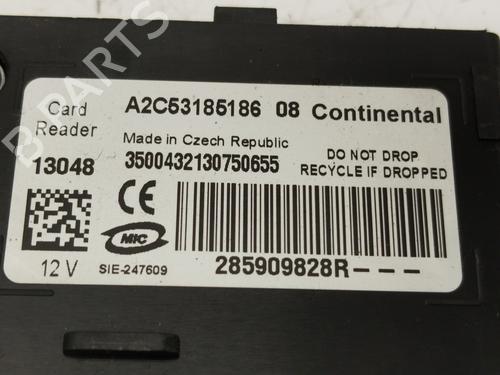 Card
Reader
A2C53185186 08 Continental
Made in Czech Republic
13048
3500432130750655
DO NOT DROP
RECYCLE IF DROPPED
CE
MIC
12 V
SIE-247609
285909828R---
B PARTS